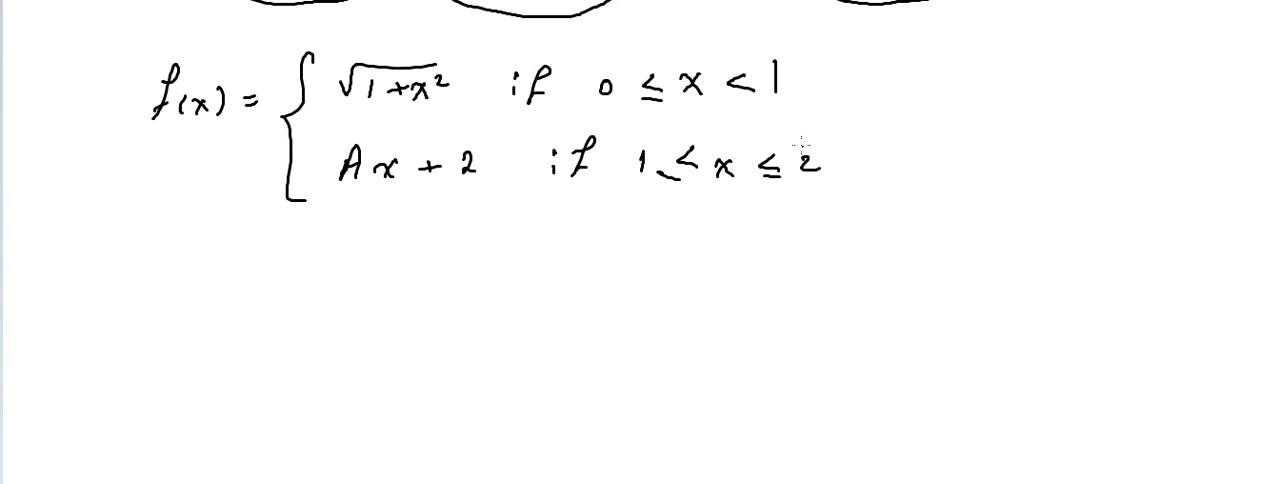 f(x) = { √(1+x²) if 0 ≤ x < 1
Ax + 2 if 1 ≤ x ≤ 2